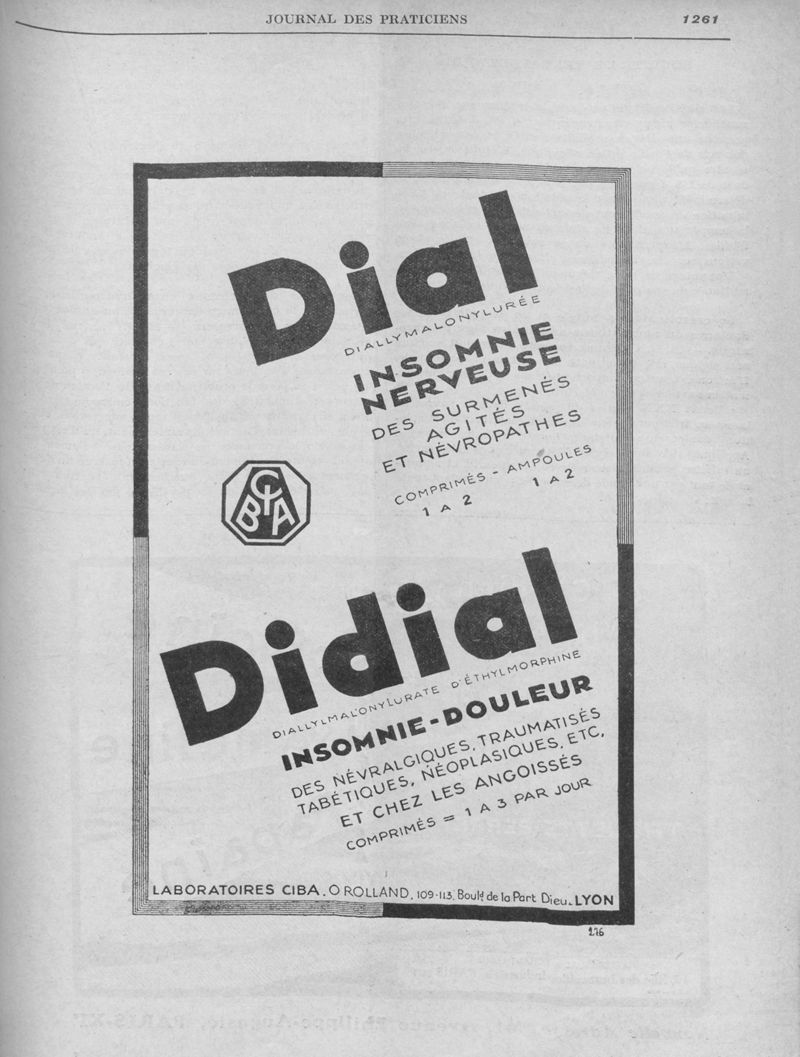 JOURNAL DES PRATICIENS 1261
Dial
DIALLYMALONYLURÉE
INSOMNIE
NERVEUSE
DES SURMENÉS
AGITÉS
ET NÉVROPATHES
COMPRIMÉS - AMPOULES
1 A 2 1 A 2
CIBA
Didial
DIALLYLMALONYLURATE D'ÉTHYLMORPHINE
INSOMNIE-DOULEUR
DES NÉVRALGIQUES, TRAUMATISÉS
TABÉTIQUES, NÉOPLASIQUES, ETC,
ET CHEZ LES ANGOISSÉS
COMPRIMÉS = 1 A 3 PAR JOUR
LABORATOIRES CIBA. O ROLLAND, 109-113, Bould de la Part Dieu. LYON
276